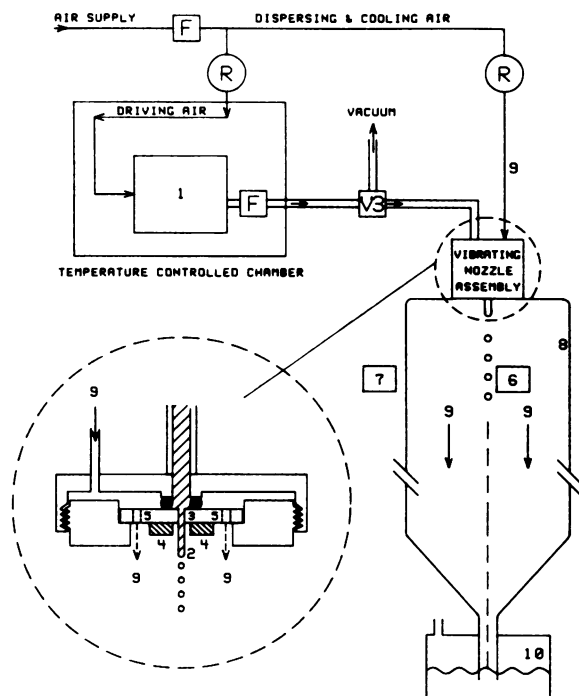 AIR SUPPLY
F
DISPERSING & COOLING AIR
R
R
DRIVING AIR
VACUUM
1
F
V3
9
TEMPERATURE CONTROLLED CHAMBER
VIBRATING
NOZZLE
ASSEMBLY
8
7
6
9
9
9
5
3
5
4
4
2
9
9
10